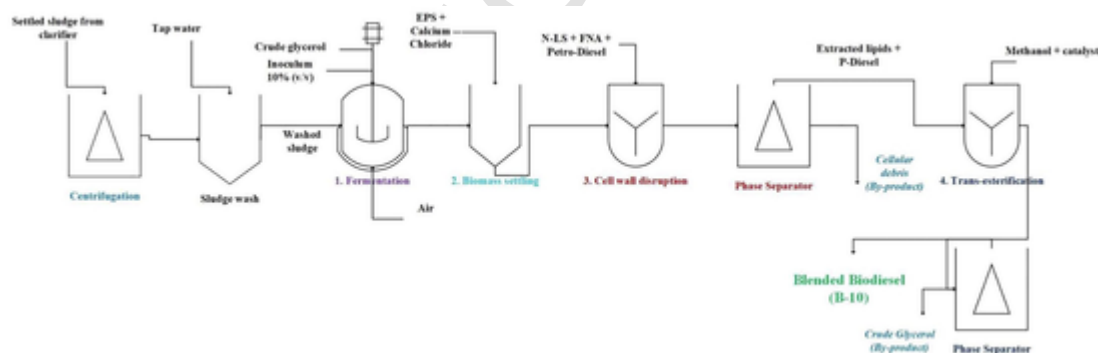 Settled sludge from
clarifier
Tap water
Crude glycerol
Inoculum
10% (v/v)
EPS +
Calcium
Chloride
N-LS + FNA +
Petro-Diesel
Extracted lipids +
P-Diesel
Methanol + catalyst
Washed
sludge
Centrifugation
Sludge wash
1. Fermentation
2. Biomass settling
3. Cell wall disruption
Phase Separator
Cellular
debris
(By-product)
4. Trans-esterification
Air
Blended Biodiesel
(B-10)
Crude Glycerol
(By-product)
Phase Separator